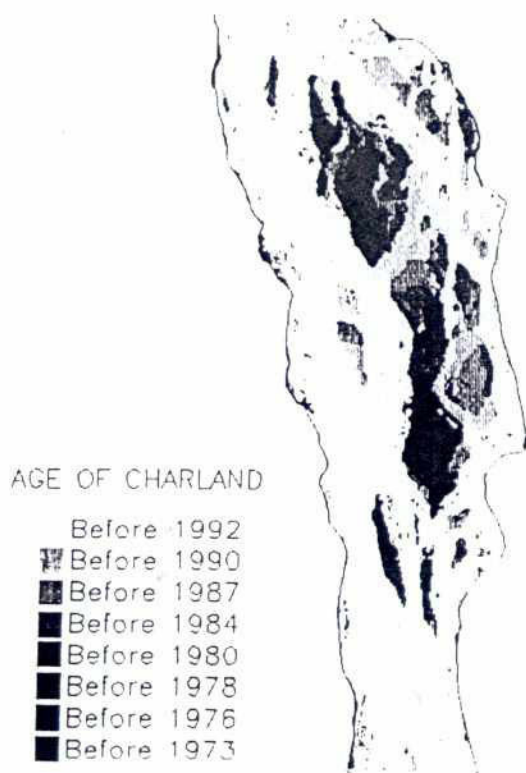 AGE OF CHARLAND
Before 1992
Before 1990
Before 1987
Before 1984
Before 1980
Before 1978
Before 1976
Before 1973